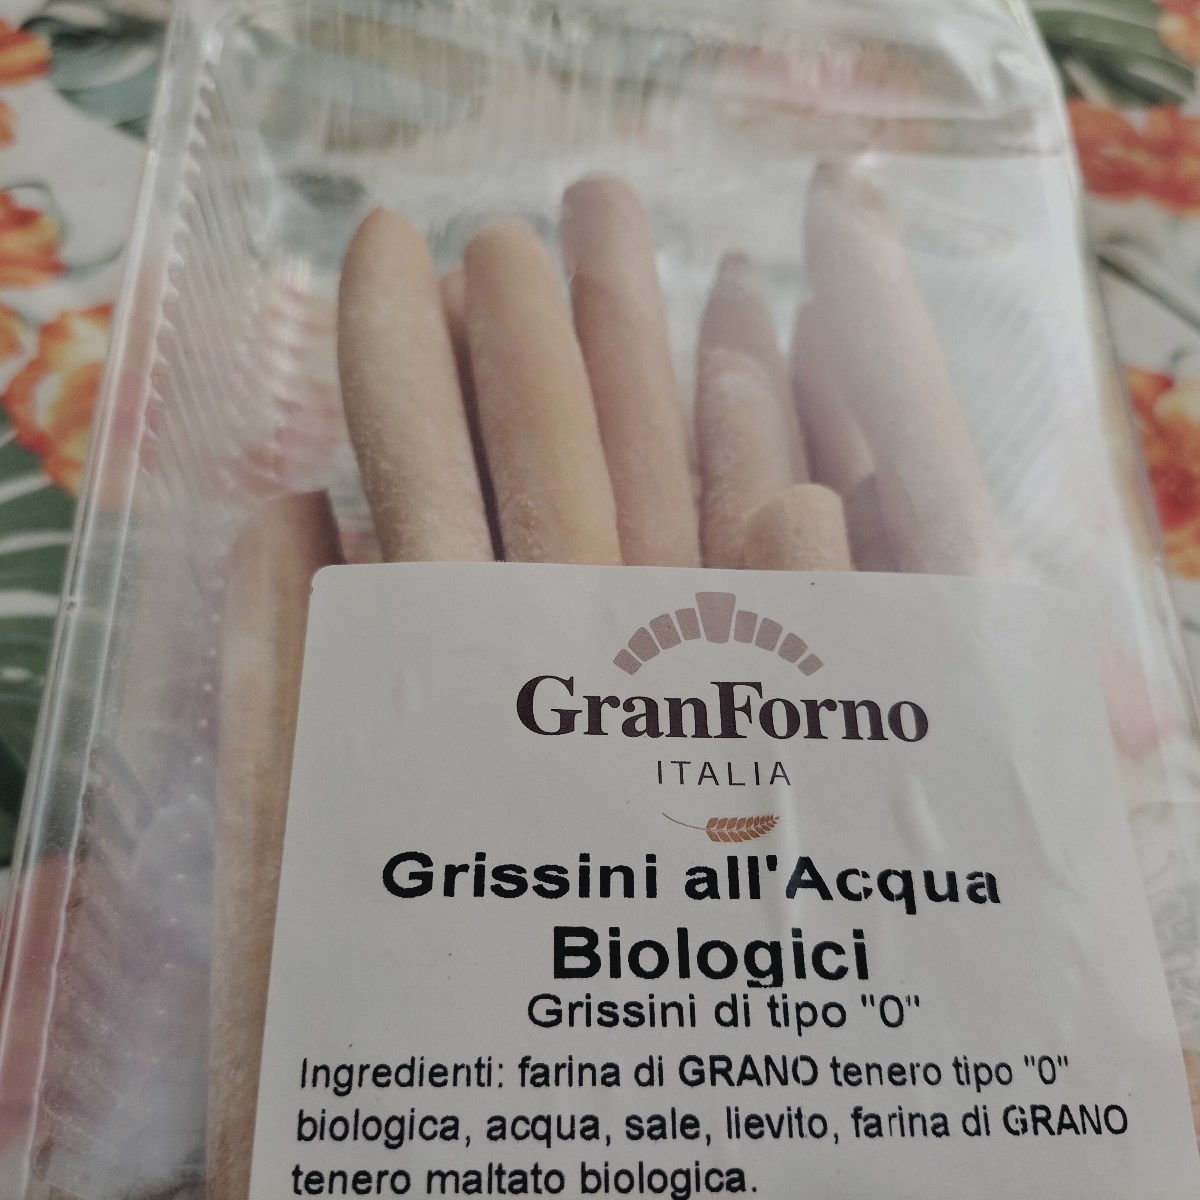 GranForno
ITALIA
Grissini all'Acqua
Biologici
Grissini di tipo "0"
Ingredienti: farina di GRANO tenero tipo "0"
biologica, acqua, sale, lievito, farina di GRANO
tenero maltato biologica.